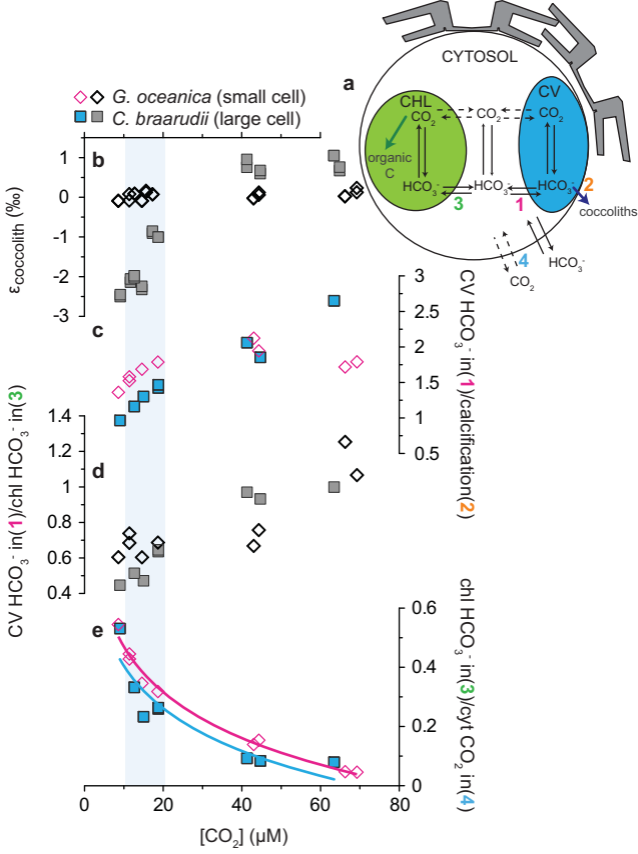 a
CYTOSOL
CHL
CO₂
organic
C
HCO₃⁻
CO₂
HCO₃⁻
CV
CO₂
HCO₃⁻
2
coccoliths
3
1
4
HCO₃⁻
CO₂
G. oceanica (small cell)
C. braarudii (large cell)
b
1
0
-1
-2
-3
εcoccolith (‰)
c
3
2.5
2
1.5
1
0.5
CV HCO₃⁻ in(1)/calcification(2)
d
1.4
1.2
1
0.8
0.6
0.4
CV HCO₃⁻ in(1)/chl HCO₃⁻ in(3)
e
0.6
0.4
0.2
0
chl HCO₃⁻ in(3)/cyt CO₂ in(4)
0 20 40 60 80
[CO₂] (µM)